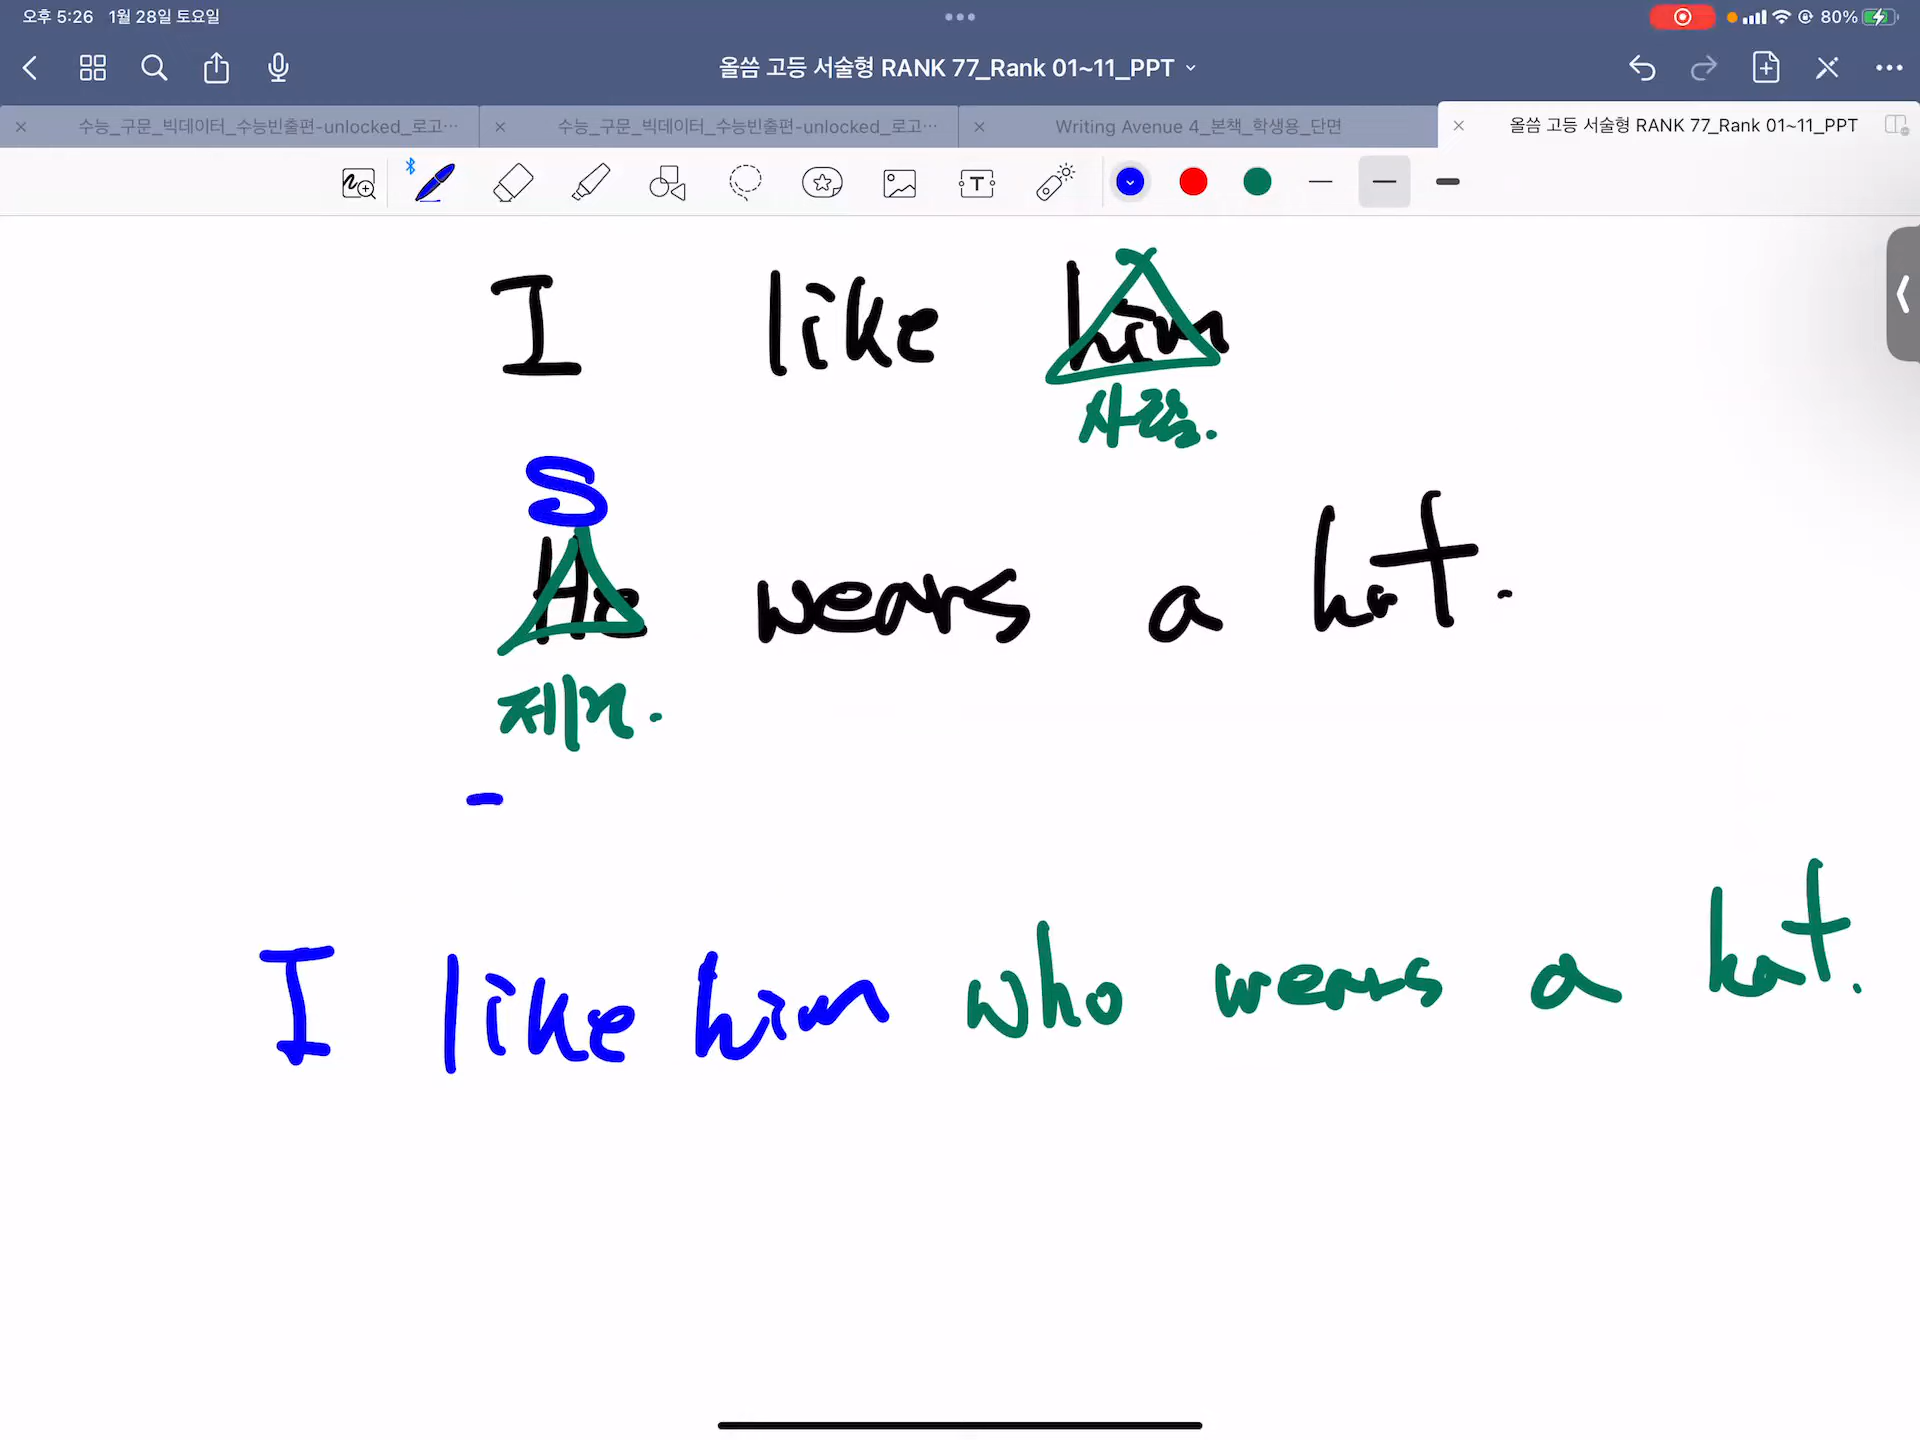 오후 5:26 1월 28일 토요일
80%
올씀 고등 서술형 RANK 77_Rank 01~11_PPT
수능_구문_빅데이터_수능빈출편-unlocked_로고…
수능_구문_빅데이터_수능빈출편-unlocked_로고…
Writing Avenue 4_본책_학생용_단면
올씀 고등 서술형 RANK 77_Rank 01~11_PPT
I like him
사람.
S
He wears a hat.
I like him who wears a hat.